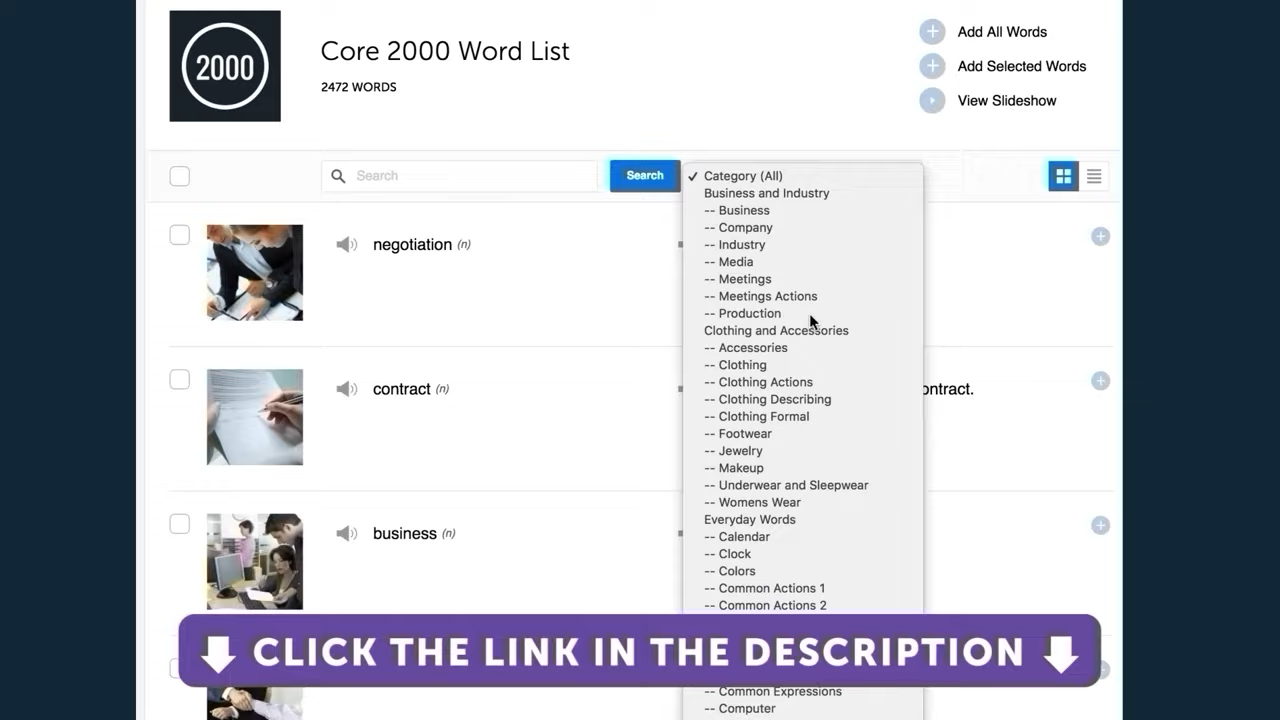 2000
Core 2000 Word List
2472 WORDS
Add All Words
Add Selected Words
View Slideshow
Search
Search
✓ Category (All)
Business and Industry
-- Business
-- Company
-- Industry
-- Media
-- Meetings
-- Meetings Actions
-- Production
Clothing and Accessories
-- Accessories
-- Clothing
-- Clothing Actions
-- Clothing Describing
-- Clothing Formal
-- Footwear
-- Jewelry
-- Makeup
-- Underwear and Sleepwear
-- Womens Wear
Everyday Words
-- Calendar
-- Clock
-- Colors
-- Common Actions 1
-- Common Actions 2
-- Common Expressions
-- Computer
negotiation (n)
contract (n)
ontract.
business (n)
CLICK THE LINK IN THE DESCRIPTION